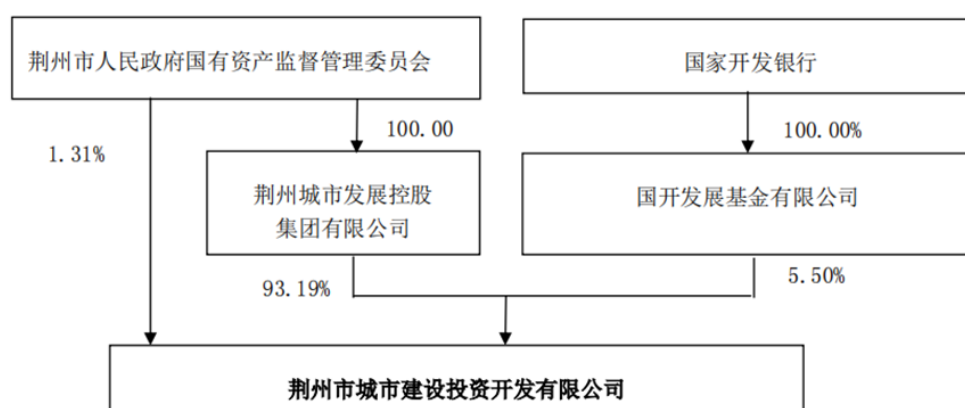 荆州市人民政府国有资产监督管理委员会
国家开发银行
1.31%
100.00
100.00%
荆州城市发展控股
集团有限公司
国开发展基金有限公司
93.19%
5.50%
荆州市城市建设投资开发有限公司